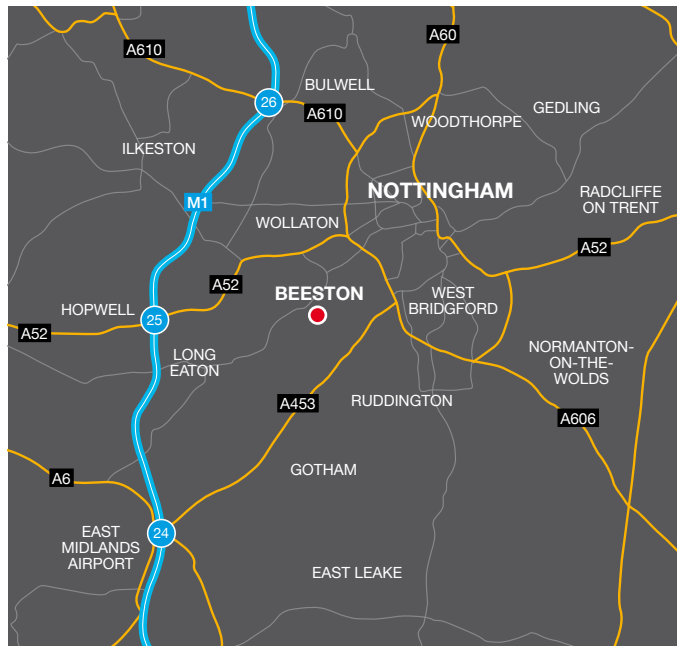 A60
A610
26
BULWELL
A610
GEDLING
WOODTHORPE
ILKESTON
NOTTINGHAM
RADCLIFFE
ON TRENT
M1
WOLLATON
A52
A52
BEESTON
WEST
BRIDGFORD
HOPWELL
25
A52
LONG
EATON
NORMANTON-
ON-THE-
WOLDS
A453
RUDDINGTON
A606
GOTHAM
A6
24
EAST
MIDLANDS
AIRPORT
EAST LEAKE